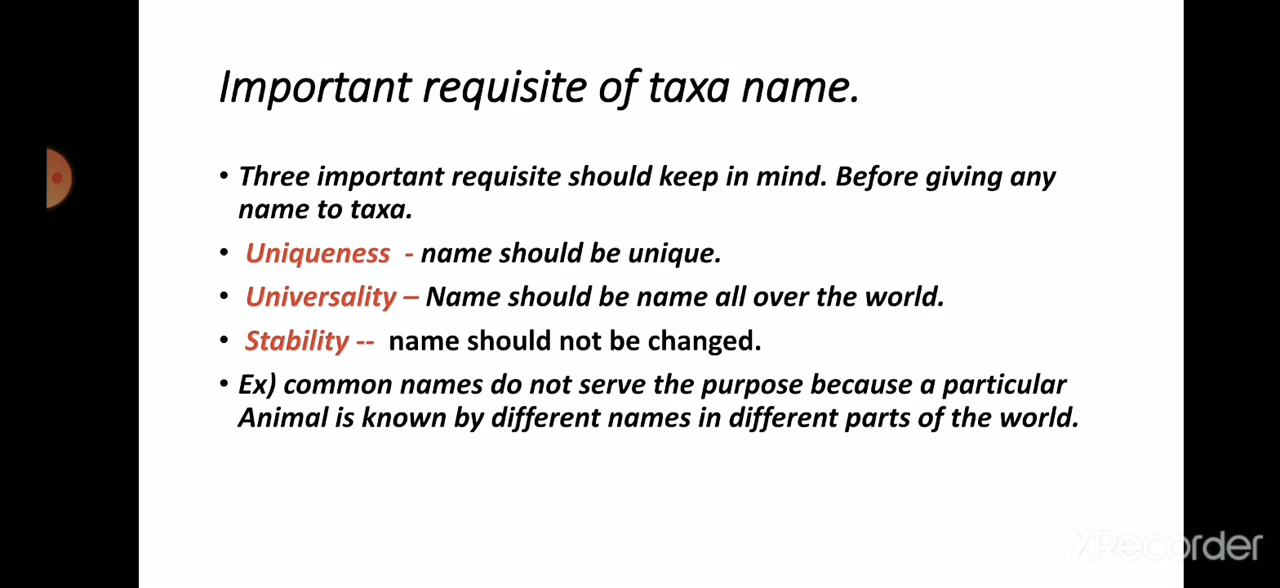 Important requisite of taxa name.
• Three important requisite should keep in mind. Before giving any
name to taxa.
• Uniqueness - name should be unique.
• Universality – Name should be name all over the world.
• Stability -- name should not be changed.
• Ex) common names do not serve the purpose because a particular
Animal is known by different names in different parts of the world.
XRecorder